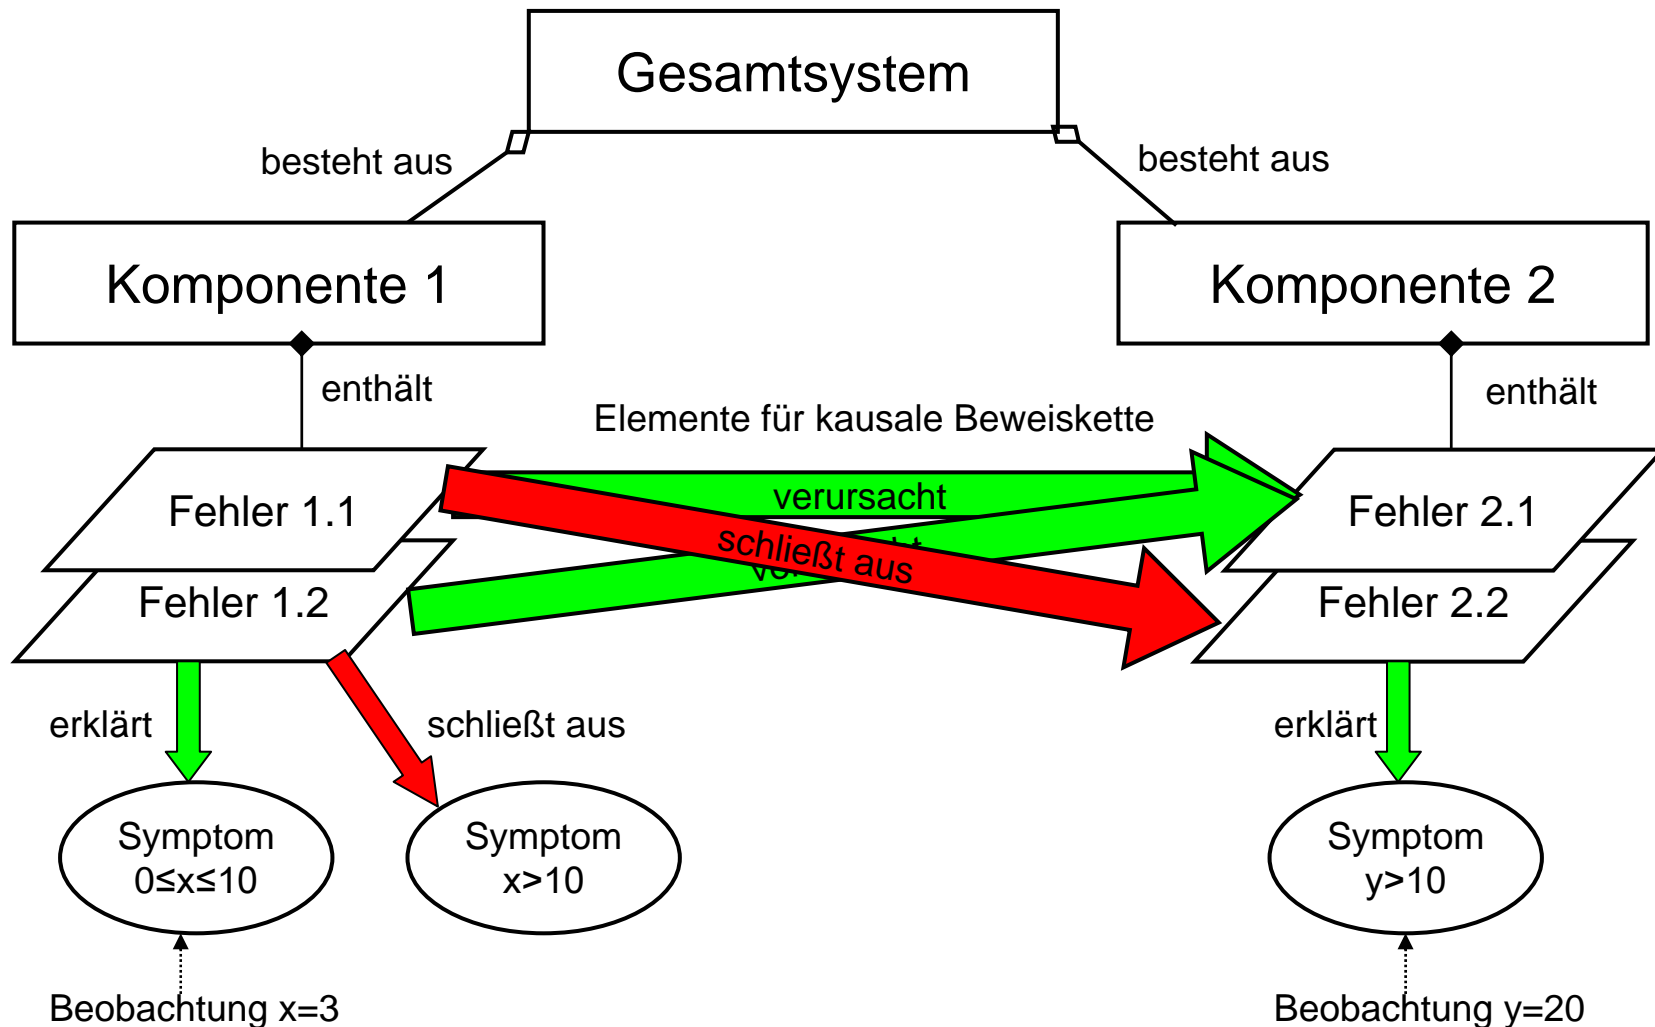 Gesamtsystem
besteht aus
besteht aus
Komponente 1
Komponente 2
enthält
enthält
Elemente für kausale Beweiskette
verursacht
schließt aus
Fehler 1.1
Fehler 2.1
Fehler 1.2
Fehler 2.2
erklärt
schließt aus
erklärt
Symptom
0≤x≤10
Symptom
x>10
Symptom
y>10
Beobachtung x=3
Beobachtung y=20